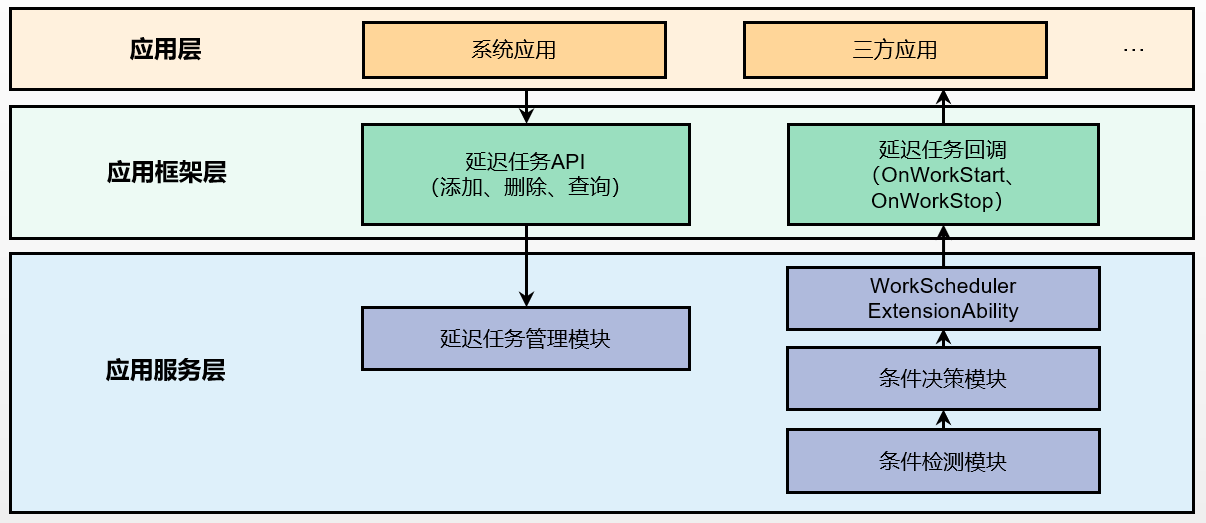 应用层
系统应用
三方应用
...
应用框架层
延迟任务API
（添加、删除、查询）
延迟任务回调
（OnWorkStart、
OnWorkStop）
应用服务层
延迟任务管理模块
WorkScheduler
ExtensionAbility
条件决策模块
条件检测模块